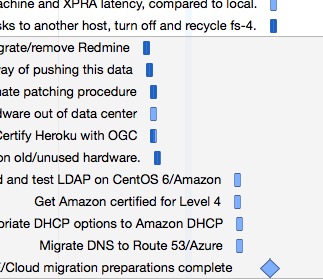 achine and XPRA latency, compared to local.
sks to another host, turn off and recycle fs-4.
grate/remove Redmine
ay of pushing this data
ate patching procedure
dware out of data center
Certify Heroku with OGC
on old/unused hardware.
d and test LDAP on CentOS 6/Amazon
Get Amazon certified for Level 4
priate DHCP options to Amazon DHCP
Migrate DNS to Route 53/Azure
/Cloud migration preparations complete